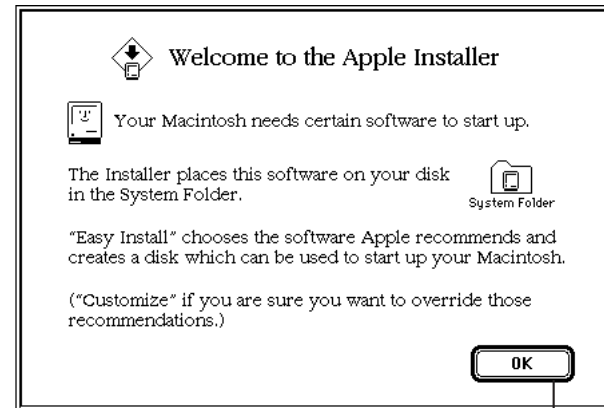 Welcome to the Apple Installer
Your Macintosh needs certain software to start up.
The Installer places this software on your disk
in the System Folder.
System Folder
"Easy Install" chooses the software Apple recommends and
creates a disk which can be used to start up your Macintosh.
("Customize" if you are sure you want to override those
recommendations.)
OK